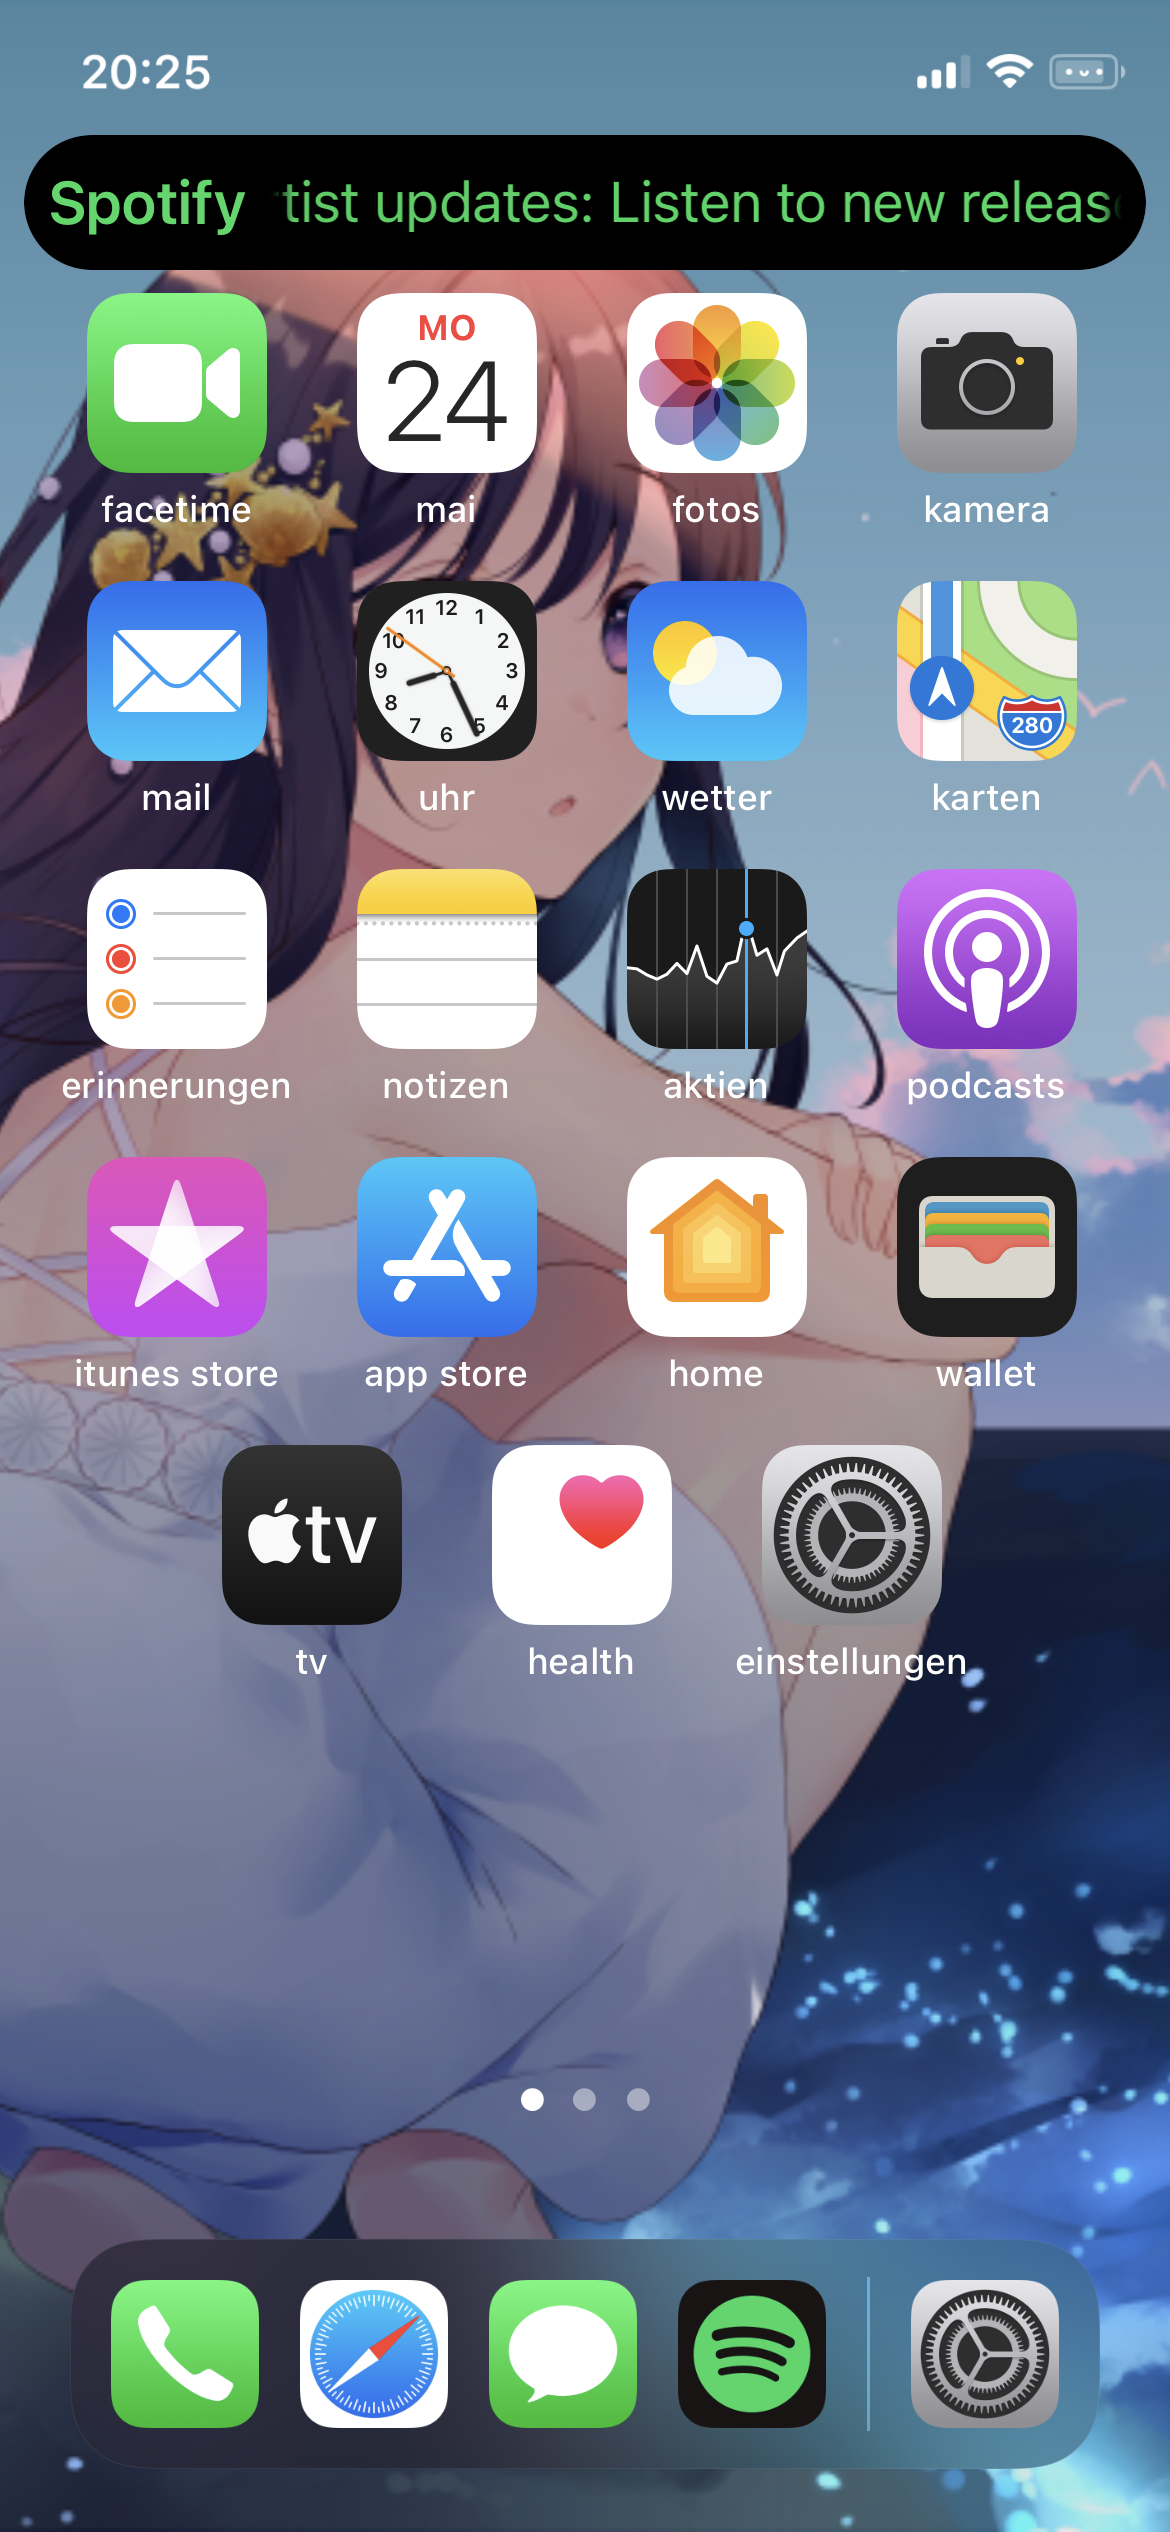 20:25
Spotify tist updates: Listen to new releas
MO
24
facetime
mai
fotos
kamera
12
1
2
3
4
5
6
7
8
9
10
11
280
mail
uhr
wetter
karten
erinnerungen
notizen
aktien
podcasts
itunes store
app store
home
wallet
tv
tv
health
einstellungen